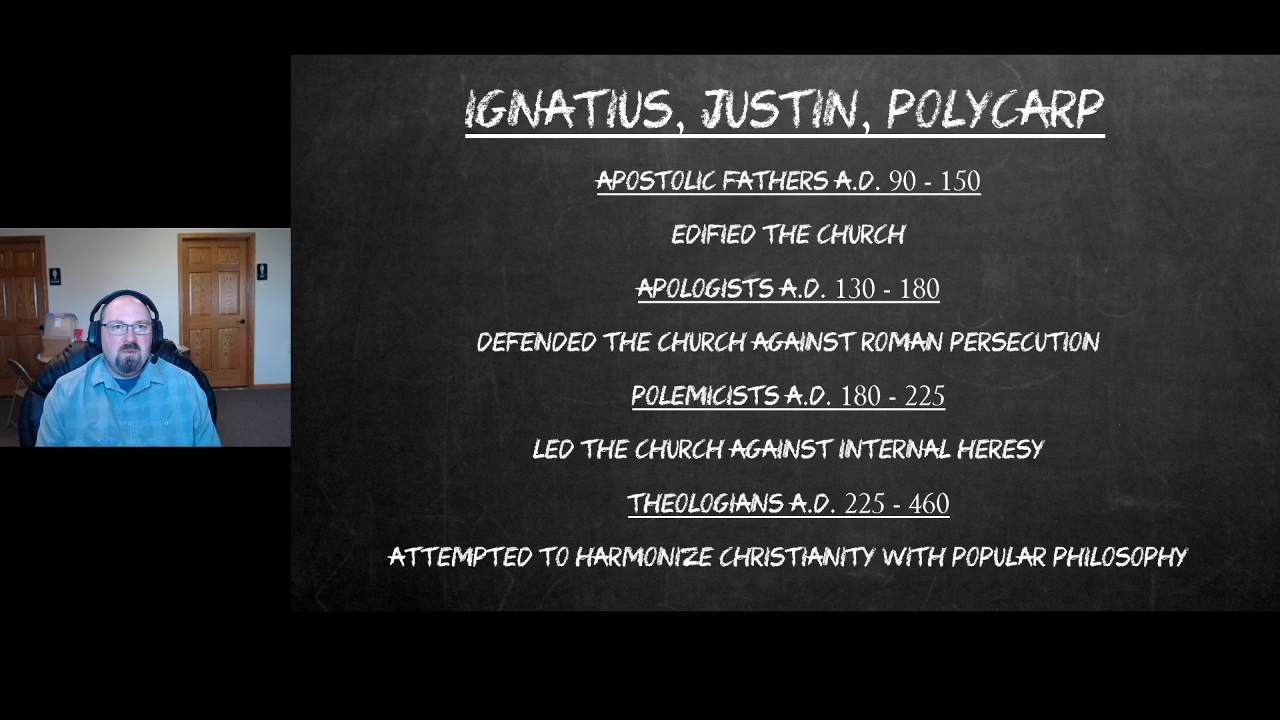 IGNATIUS, JUSTIN, POLYCARP
APOSTOLIC FATHERS A.D. 90 - 150
EDIFIED THE CHURCH
APOLOGISTS A.D. 130 - 180
DEFENDED THE CHURCH AGAINST ROMAN PERSECUTION
POLEMICISTS A.D. 180 - 225
LED THE CHURCH AGAINST INTERNAL HERESY
THEOLOGIANS A.D. 225 - 460
ATTEMPTED TO HARMONIZE CHRISTIANITY WITH POPULAR PHILOSOPHY